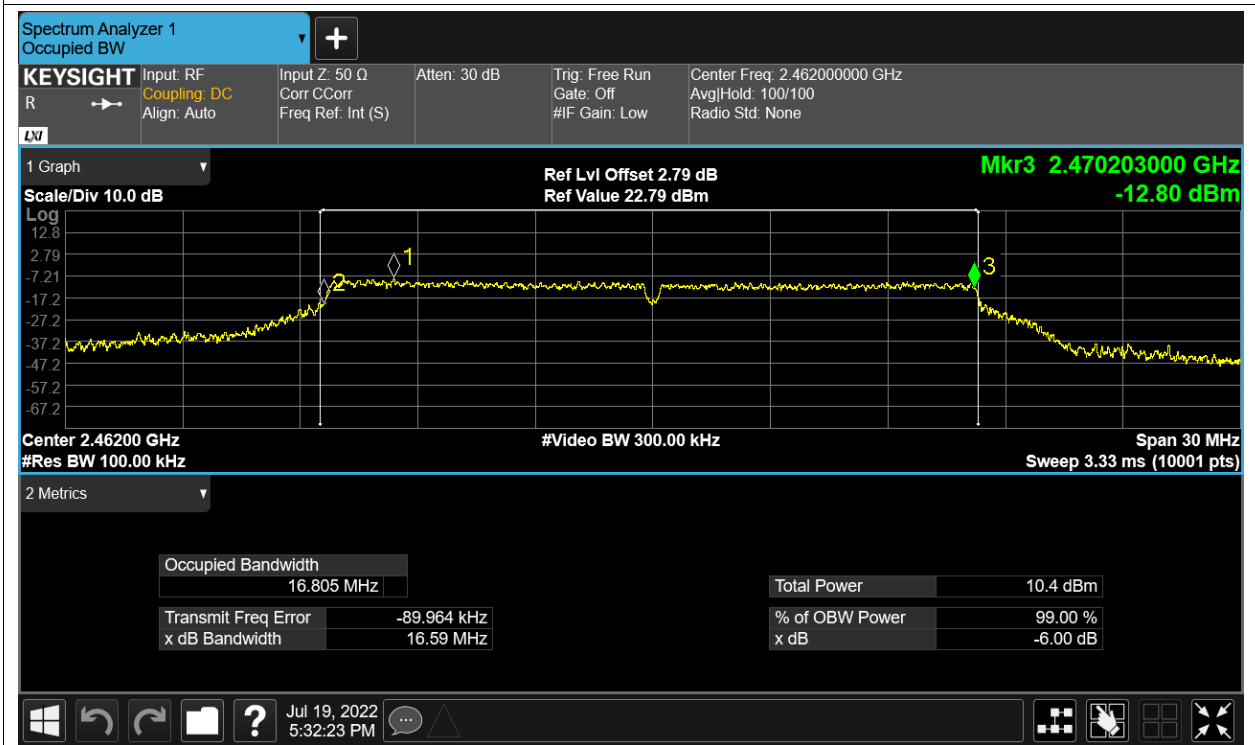 Spectrum Analyzer 1
Occupied BW
KEYSIGHT
R
LXI
Input: RF
Coupling: DC
Align: Auto
Input Z: 50 Ω
Corr CCorr
Freq Ref: Int (S)
Atten: 30 dB
Trig: Free Run
Gate: Off
#IF Gain: Low
Center Freq: 2.462000000 GHz
Avg|Hold: 100/100
Radio Std: None
1 Graph
Scale/Div 10.0 dB
Ref Lvl Offset 2.79 dB
Ref Value 22.79 dBm
Mkr3 2.470203000 GHz
-12.80 dBm
Log
12.8
2.79
-7.21
-17.2
-27.2
-37.2
-47.2
-57.2
-67.2
1
2
3
Center 2.46200 GHz
#Res BW 100.00 kHz
#Video BW 300.00 kHz
Span 30 MHz
Sweep 3.33 ms (10001 pts)
2 Metrics
Occupied Bandwidth
16.805 MHz
Transmit Freq Error -89.964 kHz
x dB Bandwidth 16.59 MHz
Total Power 10.4 dBm
% of OBW Power 99.00 %
x dB -6.00 dB
?
Jul 19, 2022
5:32:23 PM